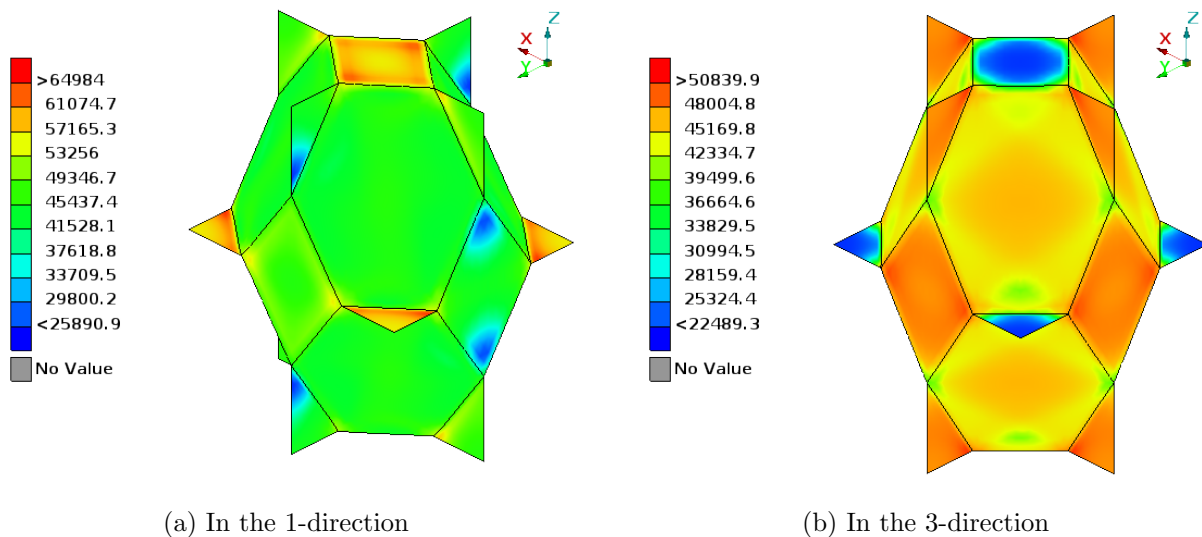 >64984
61074.7
57165.3
53256
49346.7
45437.4
41528.1
37618.8
33709.5
29800.2
<25890.9
No Value
X
Y
Z
(a) In the 1-direction
>50839.9
48004.8
45169.8
42334.7
39499.6
36664.6
33829.5
30994.5
28159.4
25324.4
<22489.3
No Value
X
Y
Z
(b) In the 3-direction